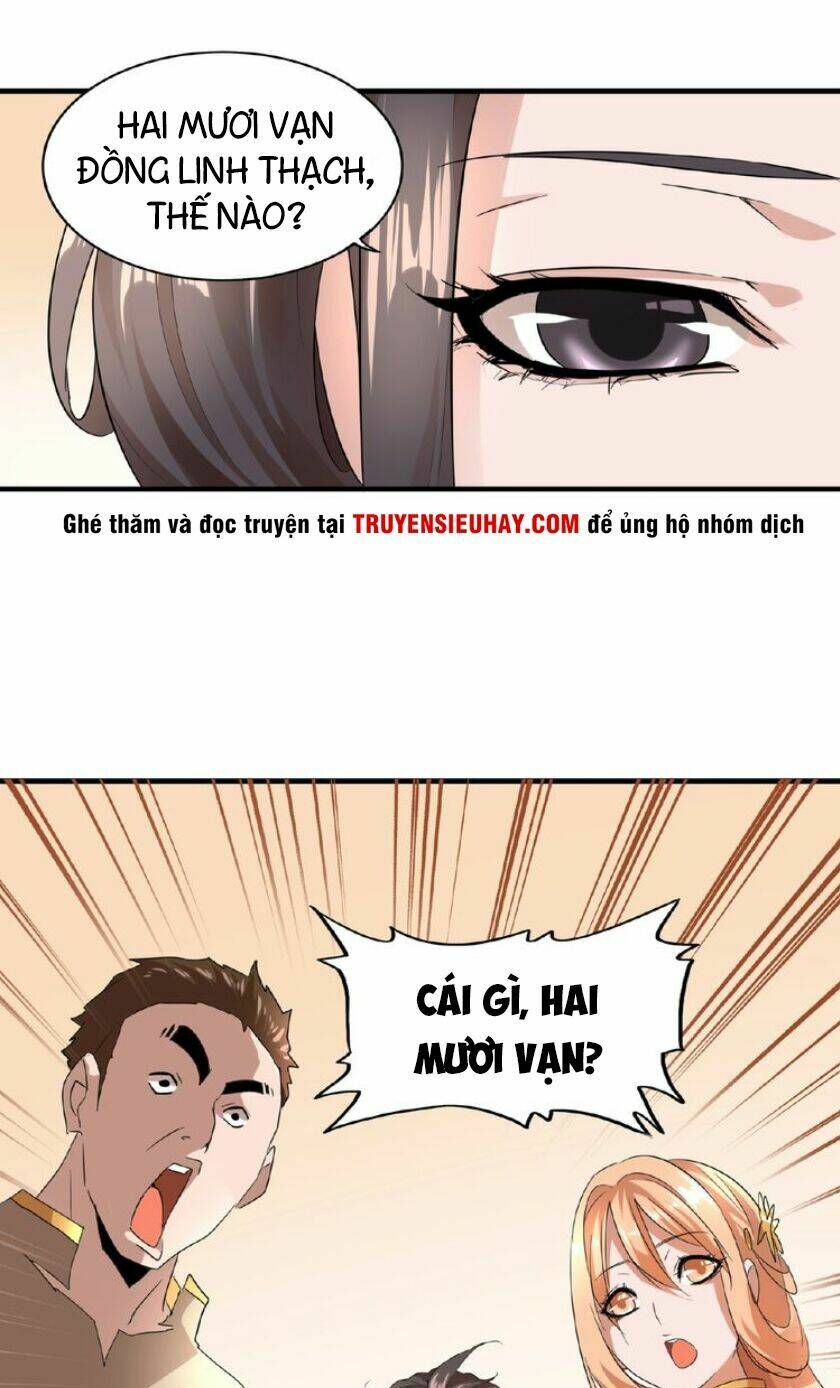 HAI MƯƠI VẠN
ĐỒNG LINH THẠCH,
THẾ NÀO?
Ghé thăm và đọc truyện tại TRUYENSIEUHAY.COM để ủng hộ nhóm dịch
CÁI GÌ, HAI
MƯƠI VẠN?